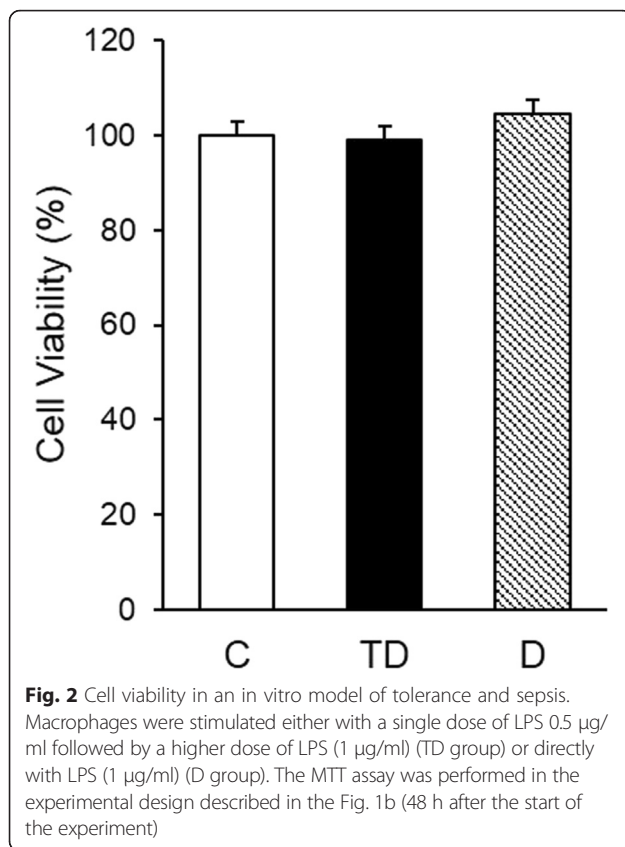 120
100
80
60
40
20
0
Cell Viability (%)
C TD D
Fig. 2 Cell viability in an in vitro model of tolerance and sepsis.
Macrophages were stimulated either with a single dose of LPS 0.5 μg/
ml followed by a higher dose of LPS (1 μg/ml) (TD group) or directly
with LPS (1 μg/ml) (D group). The MTT assay was performed in the
experimental design described in the Fig. 1b (48 h after the start of
the experiment)